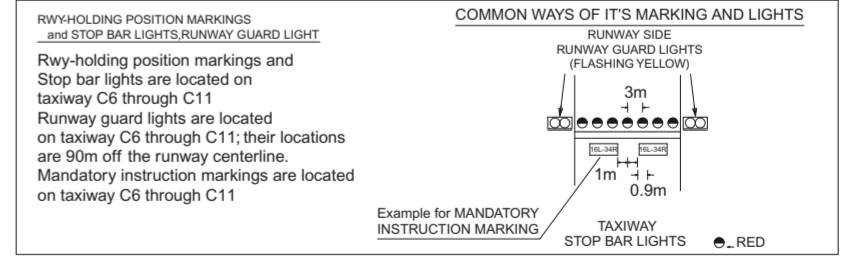 RWY-HOLDING POSITION MARKINGS
and STOP BAR LIGHTS,RUNWAY GUARD LIGHT
Rwy-holding position markings and
Stop bar lights are located on
taxiway C6 through C11
Runway guard lights are located
on taxiway C6 through C11; their locations
are 90m off the runway centerline.
Mandatory instruction markings are located
on taxiway C6 through C11
COMMON WAYS OF IT'S MARKING AND LIGHTS
RUNWAY SIDE
RUNWAY GUARD LIGHTS
(FLASHING YELLOW)
3m
16L-34R 16L-34R
1m
0.9m
Example for MANDATORY
INSTRUCTION MARKING
TAXIWAY
STOP BAR LIGHTS
RED